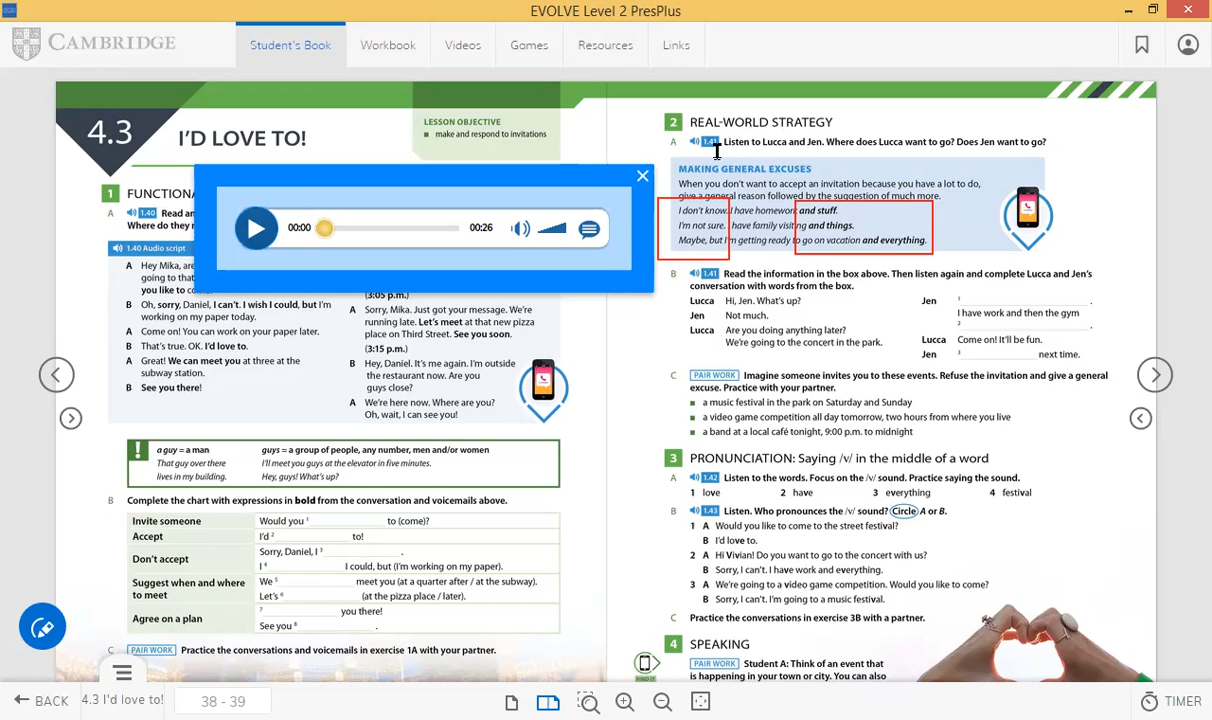 EVOLVE Level 2 PresPlus
CAMBRIDGE
Student's Book
Workbook
Videos
Games
Resources
Links
4.3
I'D LOVE TO!
LESSON OBJECTIVE
make and respond to invitations
1 FUNCTIONA
A 1.40 Read an
Where do they
1.40 Audio script
A Hey Mika, are
going to that
you like to co
B Oh, sorry, Daniel, I can't. I wish I could, but I'm
working on my paper today.
A Come on! You can work on your paper later.
B That's true. OK. I'd love to.
A Great! We can meet you at three at the
subway station.
B See you there!
(3:05 p.m.)
A Sorry, Mika. Just got your message. We're
running late. Let's meet at that new pizza
place on Third Street. See you soon.
(3:15 p.m.)
B Hey, Daniel. It's me again. I'm outside
the restaurant now. Are you
guys close?
A We're here now. Where are you?
Oh, wait, I can see you!
00:00
00:26
! a guy = a man
That guy over there
lives in my building.
guys = a group of people, any number, men and/or women
I'll meet you guys at the elevator in five minutes.
Hey, guys! What's up?
B Complete the chart with expressions in bold from the conversation and voicemails above.
Invite someone Would you 1 to (come)?
Accept I'd 2 to!
Don't accept Sorry, Daniel, I 3 .
I 4 I could, but (I'm working on my paper).
Suggest when and where
to meet
We 5 meet you (at a quarter after / at the subway).
Let's 6 (at the pizza place / later).
Agree on a plan 7 you there!
See you 8 .
C PAIR WORK Practice the conversations and voicemails in exercise 1A with your partner.
2 REAL-WORLD STRATEGY
A 1.41 Listen to Lucca and Jen. Where does Lucca want to go? Does Jen want to go?
MAKING GENERAL EXCUSES
When you don't want to accept an invitation because you have a lot to do,
give a general reason followed by the suggestion of much more.
I don't know. I have homework and stuff.
I'm not sure. I have family visiting and things.
Maybe, but I'm getting ready to go on vacation and everything.
B 1.41 Read the information in the box above. Then listen again and complete Lucca and Jen's
conversation with words from the box.
Lucca Hi, Jen. What's up?
Jen Not much.
Lucca Are you doing anything later?
We're going to the concert in the park.
Jen 1 .
I have work and then the gym
2 .
Lucca Come on! It'll be fun.
Jen 3 next time.
C PAIR WORK Imagine someone invites you to these events. Refuse the invitation and give a general
excuse. Practice with your partner.
a music festival in the park on Saturday and Sunday
a video game competition all day tomorrow, two hours from where you live
a band at a local café tonight, 9:00 p.m. to midnight
3 PRONUNCIATION: Saying /v/ in the middle of a word
A 1.42 Listen to the words. Focus on the /v/ sound. Practice saying the sound.
1 love 2 have 3 everything 4 festival
B 1.43 Listen. Who pronounces the /v/ sound? Circle A or B.
1 A Would you like to come to the street festival?
B I'd love to.
2 A Hi Vivian! Do you want to go to the concert with us?
B Sorry, I can't. I have work and everything.
3 A We're going to a video game competition. Would you like to come?
B Sorry, I can't. I'm going to a music festival.
C Practice the conversations in exercise 3B with a partner.
4 SPEAKING
FIND IT
PAIR WORK Student A: Think of an event that
is happening in your town or city. You can also
BACK
4.3 I'd love to!
38 - 39
TIMER